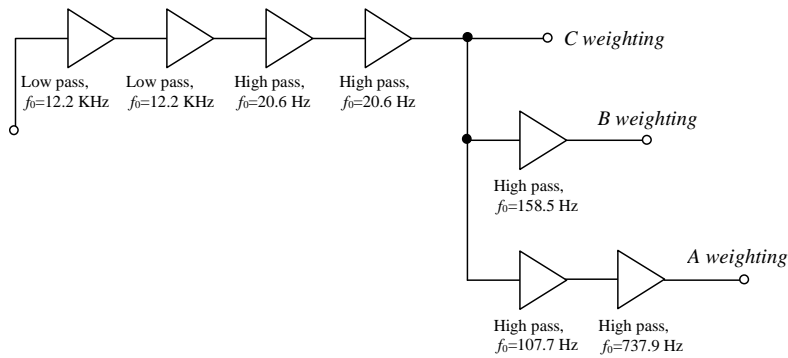 C weighting
Low pass,
f0=12.2 KHz
Low pass,
f0=12.2 KHz
High pass,
f0=20.6 Hz
High pass,
f0=20.6 Hz
B weighting
High pass,
f0=158.5 Hz
A weighting
High pass,
f0=107.7 Hz
High pass,
f0=737.9 Hz